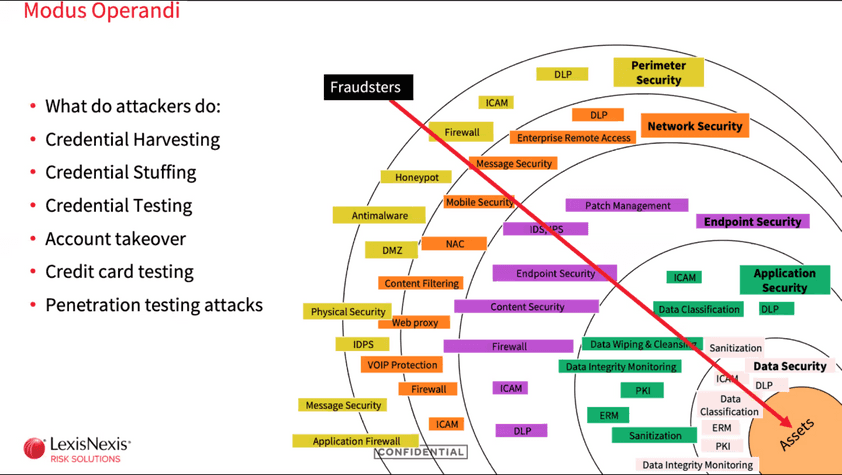 Modus Operandi
• What do attackers do:
• Credential Harvesting
• Credential Stuffing
• Credential Testing
• Account takeover
• Credit card testing
• Penetration testing attacks
LexisNexis®
RISK SOLUTIONS
Fraudsters
Perimeter
Security
DLP
ICAM
Firewall
Honeypot
Antimalware
DMZ
Physical Security
IDPS
Message Security
Application Firewall
Network Security
DLP
Enterprise Remote Access
Message Security
Mobile Security
NAC
Content Filtering
Web proxy
VOIP Protection
Firewall
ICAM
Endpoint Security
Patch Management
Endpoint Security
Content Security
Firewall
ICAM
DLP
Application
Security
ICAM
Data Classification
DLP
Data Wiping & Cleansing
Data Integrity Monitoring
PKI
ERM
Sanitization
Data Security
Sanitization
ICAM
DLP
Data
Classification
ERM
PKI
Data Integrity Monitoring
Assets
CONFIDENTIAL